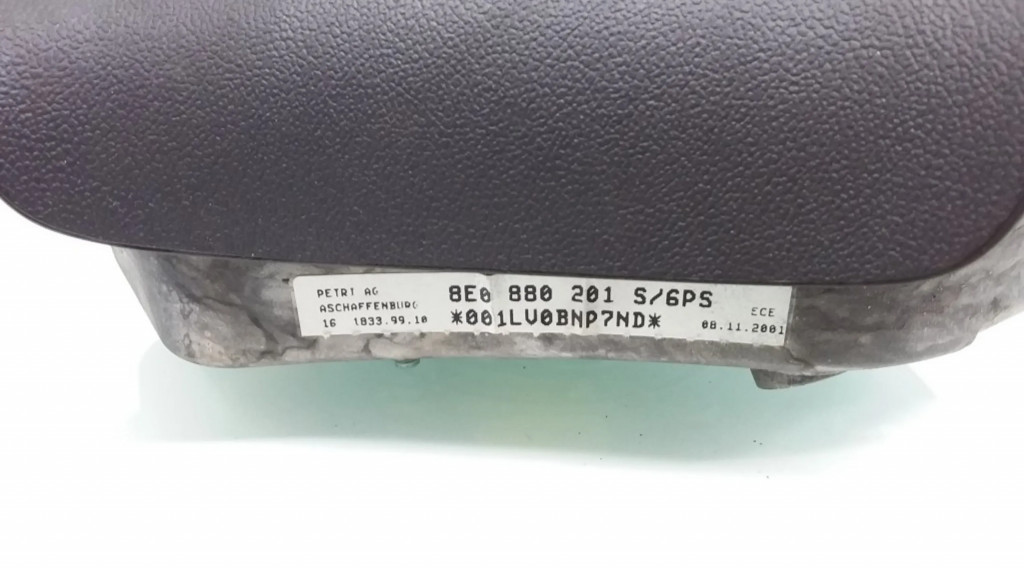 PETRI AG
ASCHAFFENBURG
16 1833.99.10
8E0 880 201 S/6PS
*001LV0BNP7ND*
ECE
08.11.2001